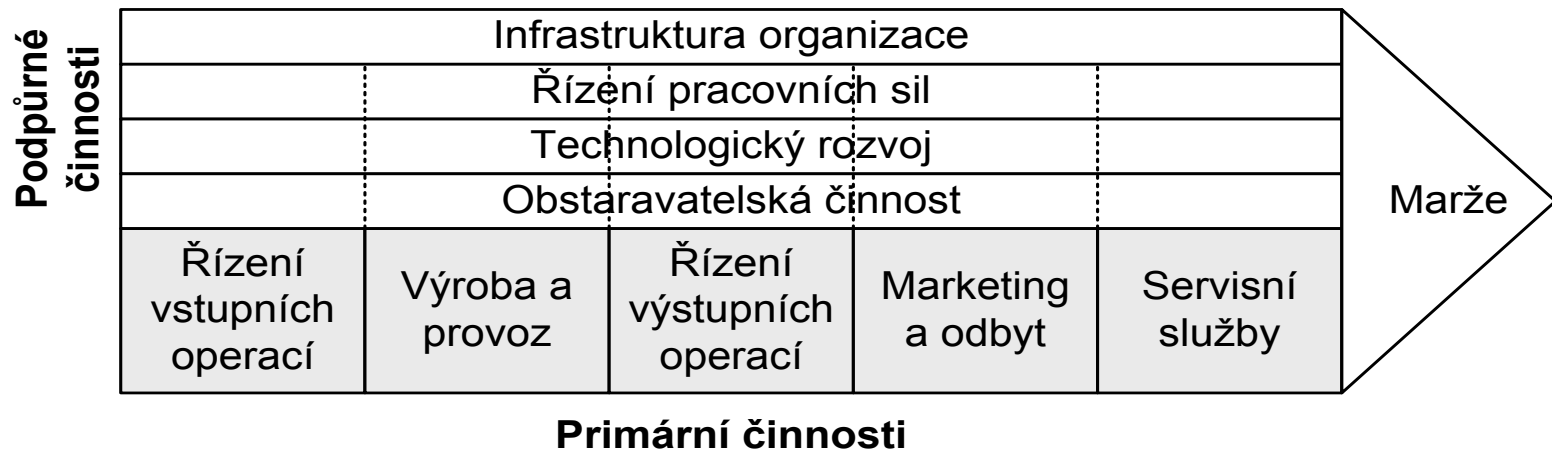 Podpůrné
činnosti
Infrastruktura organizace
Řízení pracovních sil
Technologický rozvoj
Obstaravatelská činnost
Řízení
vstupních
operací
Výroba a
provoz
Řízení
výstupních
operací
Marketing
a odbyt
Servisní
služby
Marže
Primární činnosti